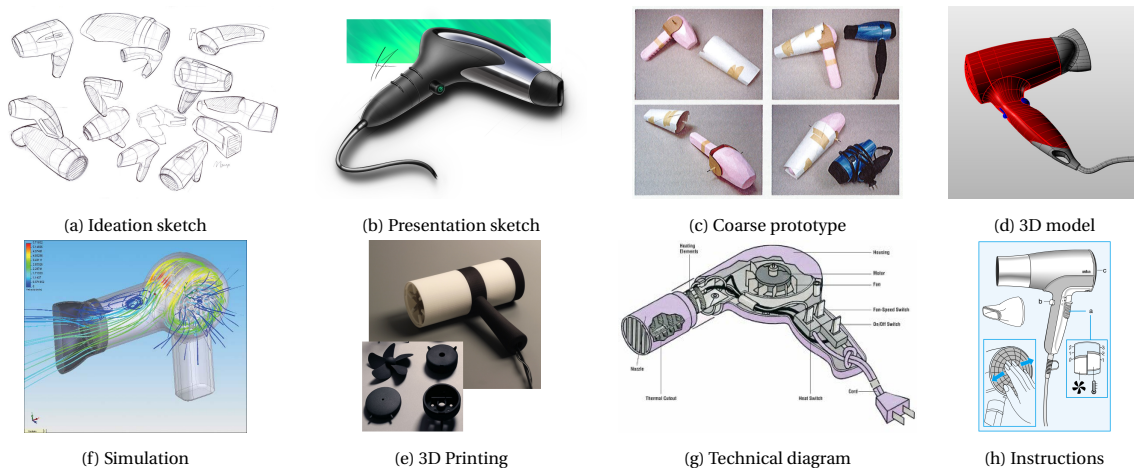 (a) Ideation sketch
(b) Presentation sketch
(c) Coarse prototype
(d) 3D model
(f) Simulation
(e) 3D Printing
Heating
Elements
Housing
Motor
Fan
Fan Speed Switch
On/Off Switch
Nozzle
Thermal Cutout
Heat Switch
Cord
(g) Technical diagram
c
b
a
(h) Instructions